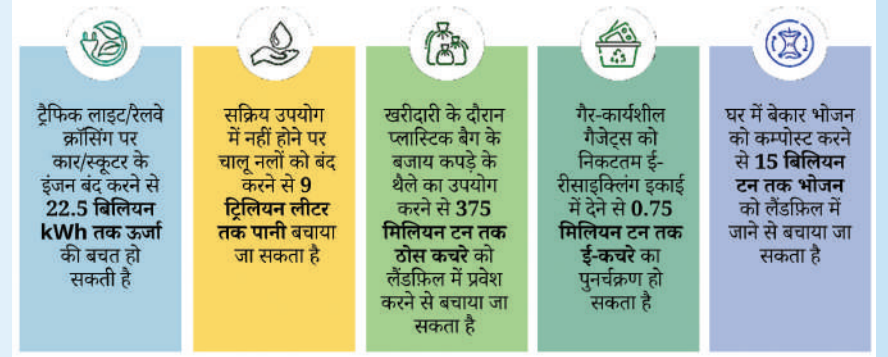 ट्रैफिक लाइट/रेलवे
क्रॉसिंग पर
कार/स्कूटर के
इंजन बंद करने से
22.5 बिलियन
kWh तक ऊर्जा
की बचत हो
सकती है
सक्रिय उपयोग
में नहीं होने पर
चालू नलों को बंद
करने से 9
ट्रिलियन लीटर
तक पानी बचाया
जा सकता है
खरीदारी के दौरान
प्लास्टिक बैग के
बजाय कपड़े के
थैले का उपयोग
करने से 375
मिलियन टन तक
ठोस कचरे को
लैंडफ़िल में प्रवेश
करने से बचाया जा
सकता है
गैर-कार्यशील
गैजेट्स को
निकटतम ई-
रीसाइक्लिंग इकाई
में देने से 0.75
मिलियन टन तक
ई-कचरे का
पुनर्चक्रण हो
सकता है
घर में बेकार भोजन
को कम्पोस्ट करने
से 15 बिलियन
टन तक भोजन
को लैंडफ़िल में
जाने से बचाया जा
सकता है